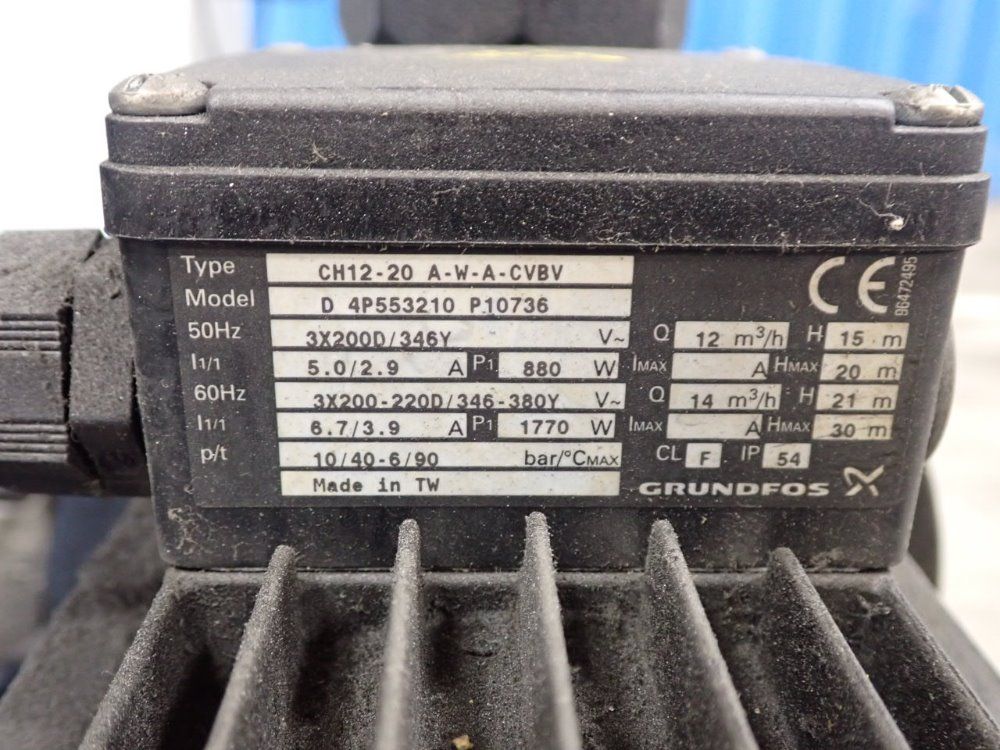 Type CH12-20 A-W-A-CVBV CE
Model D 4P553210 P10736
50Hz 3X200D/346Y V~ Q 12 m³/h H 15 m
I1/1 5.0/2.9 A P1 880 W IMAX A HMAX 20 m
60Hz 3X200-220D/346-380Y V~ Q 14 m³/h H 21 m
I1/1 6.7/3.9 A P1 1770 W IMAX A HMAX 30 m
p/t 10/40-6/90 bar/°CMAX CL F IP 54
Made in TW GRUNDFOS
96472495